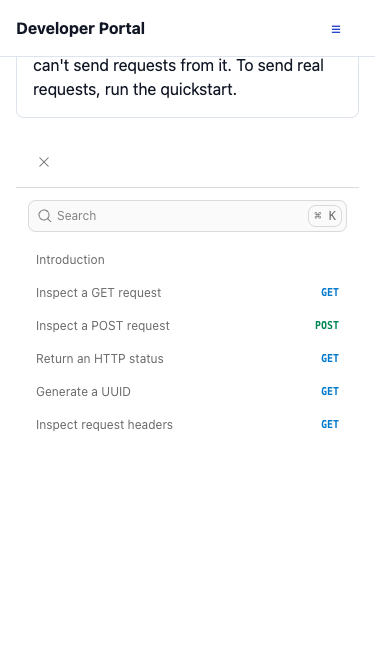 Developer Portal
can't send requests from it. To send real
requests, run the quickstart.
Search
⌘ K
Introduction
Inspect a GET request GET
Inspect a POST request POST
Return an HTTP status GET
Generate a UUID GET
Inspect request headers GET